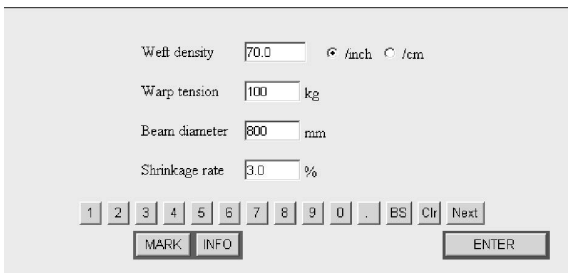 Weft density 70.0 /inch /cm
Warp tension 100 kg
Beam diameter 800 mm
Shrinkage rate 3.0 %
1 2 3 4 5 6 7 8 9 0 . BS Clr Next
MARK INFO ENTER